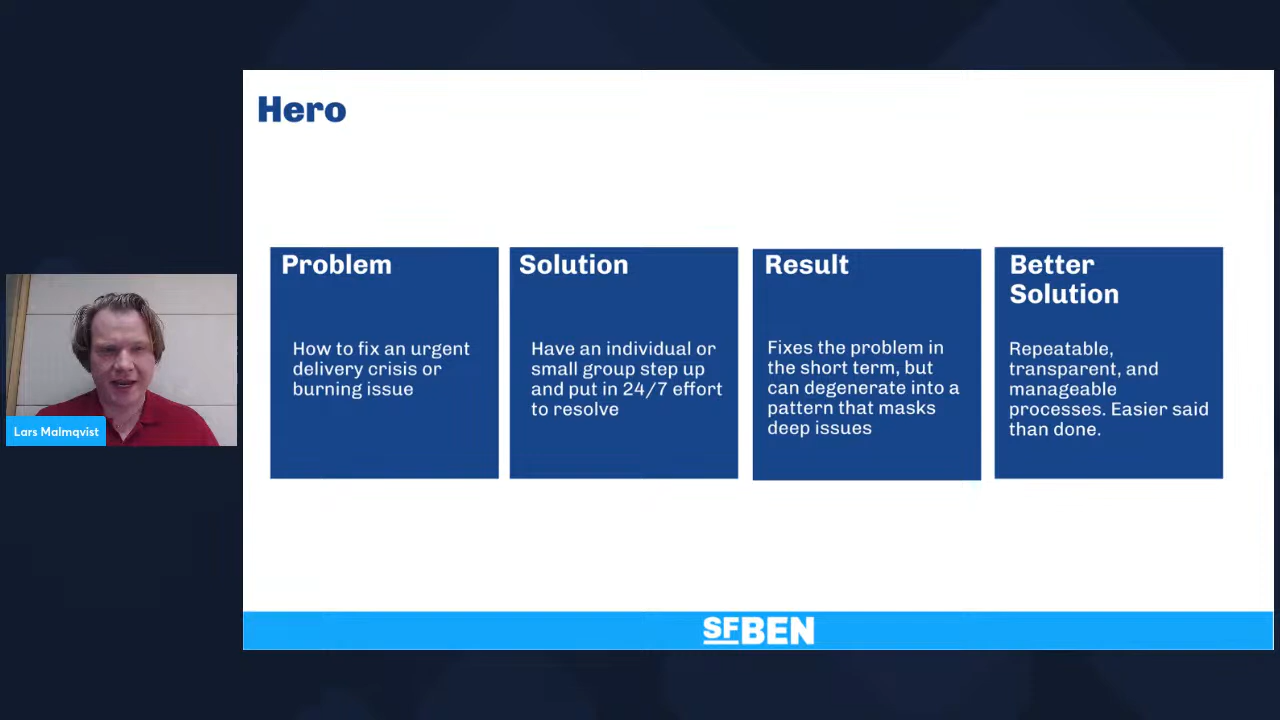 Hero
Problem
How to fix an urgent
delivery crisis or
burning issue
Solution
Have an individual or
small group step up
and put in 24/7 effort
to resolve
Result
Fixes the problem in
the short term, but
can degenerate into a
pattern that masks
deep issues
Better
Solution
Repeatable,
transparent, and
manageable
processes. Easier said
than done.
Lars Malmqvist
SFBEN